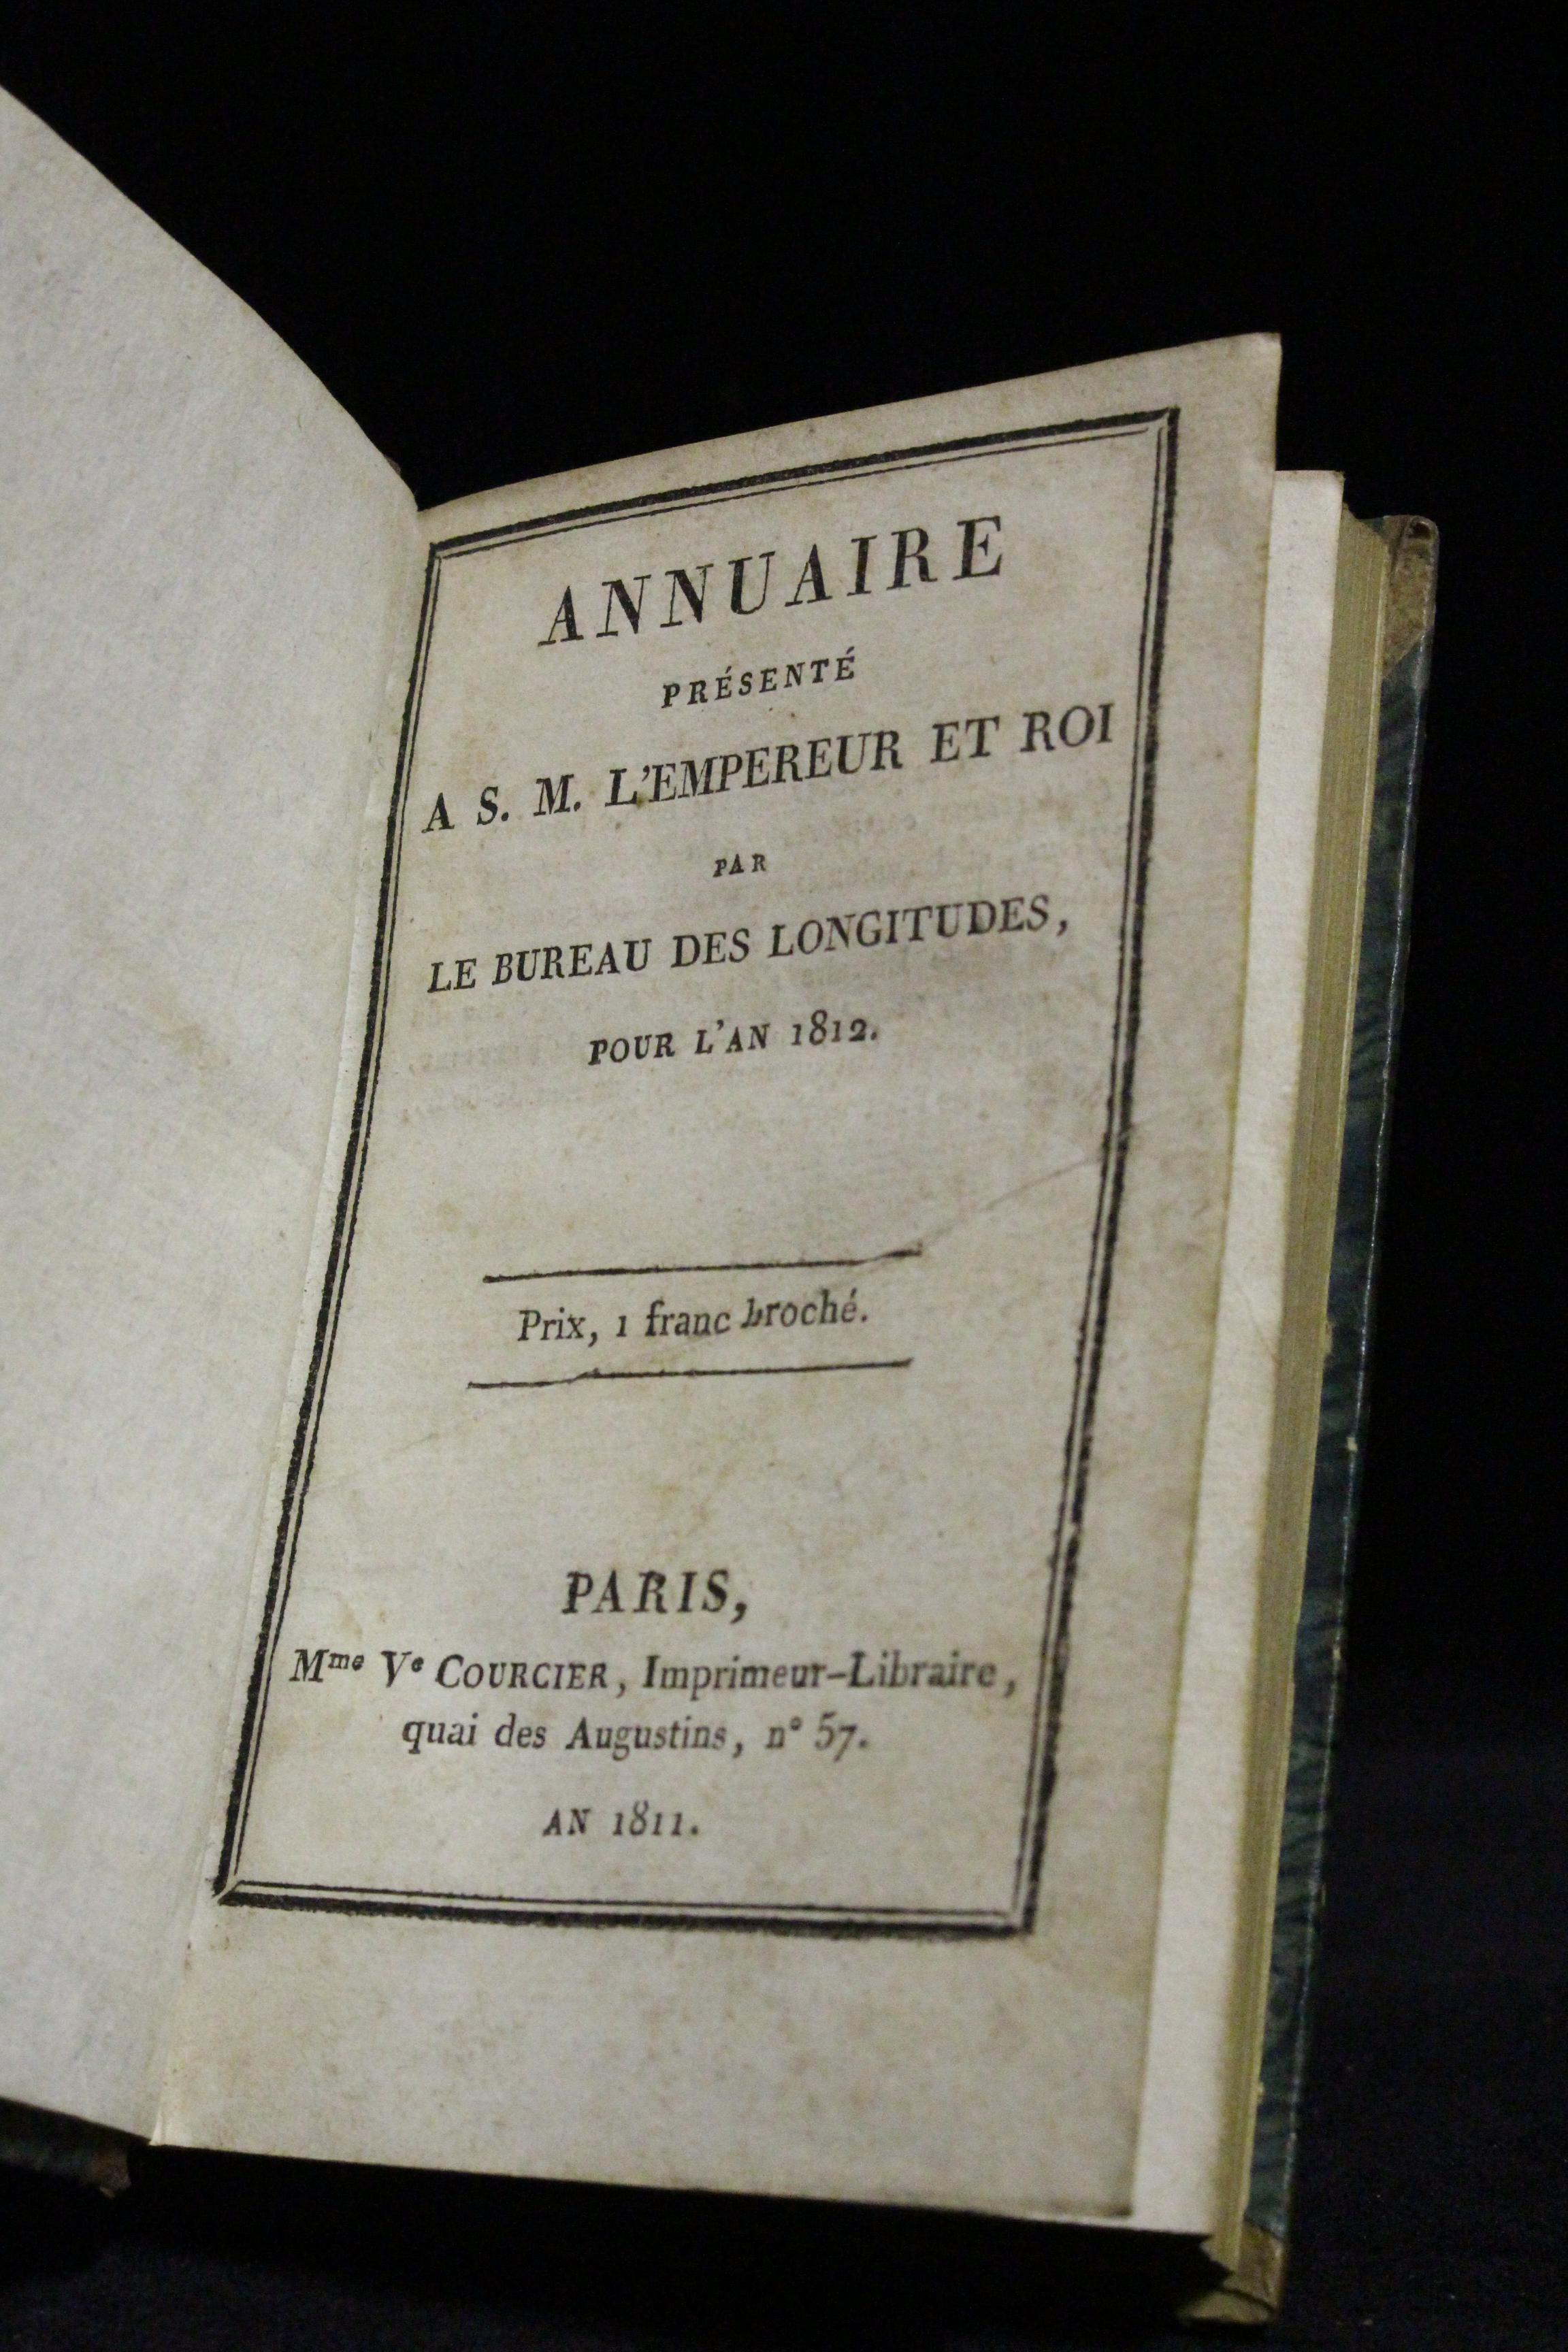 ANNUAIRE
PRÉSENTÉ
A S. M. L'EMPEREUR ET ROI
PAR
LE BUREAU DES LONGITUDES,
POUR L'AN 1812.
Prix, 1 franc broché.
PARIS,
Mme Ve COURCIER, Imprimeur-Libraire,
quai des Augustins, n° 57.
AN 1811.